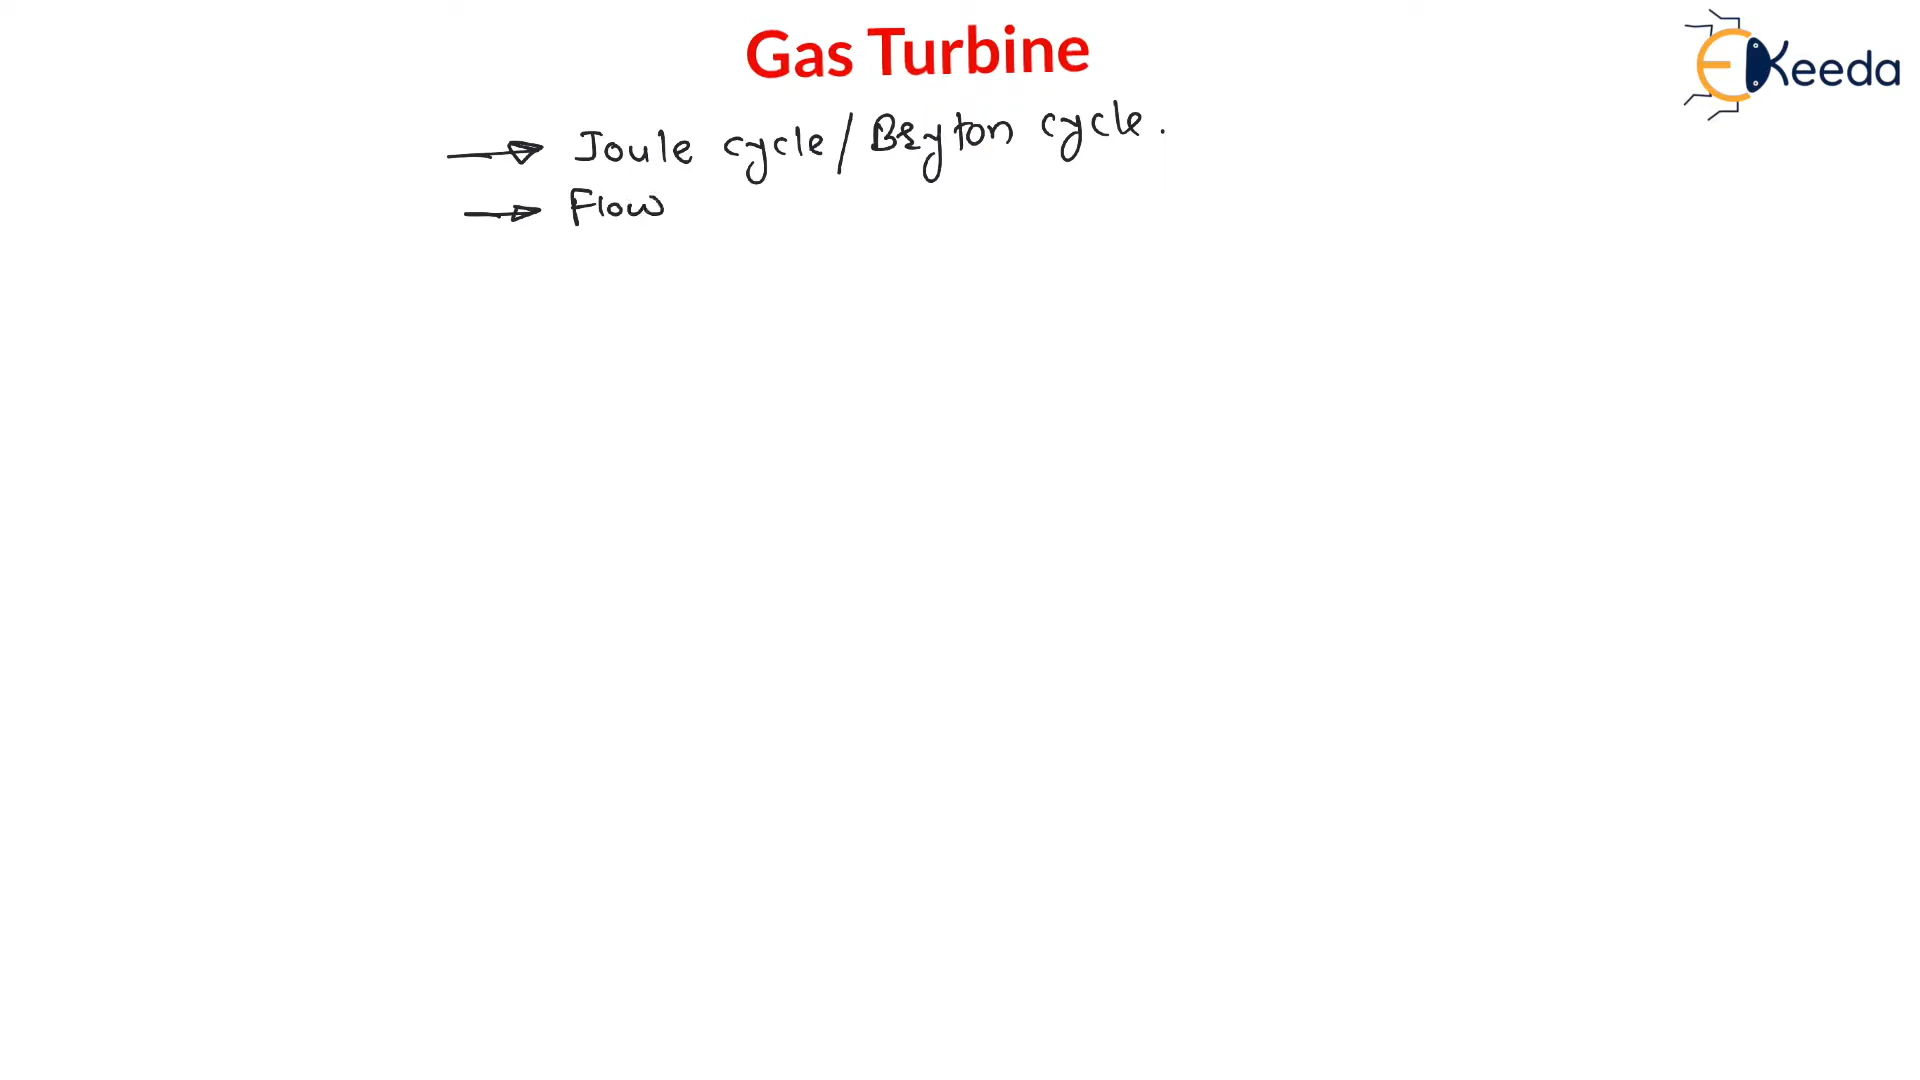 Gas Turbine
EKeeda
→ Joule cycle / Bryton cycle.
→ Flow